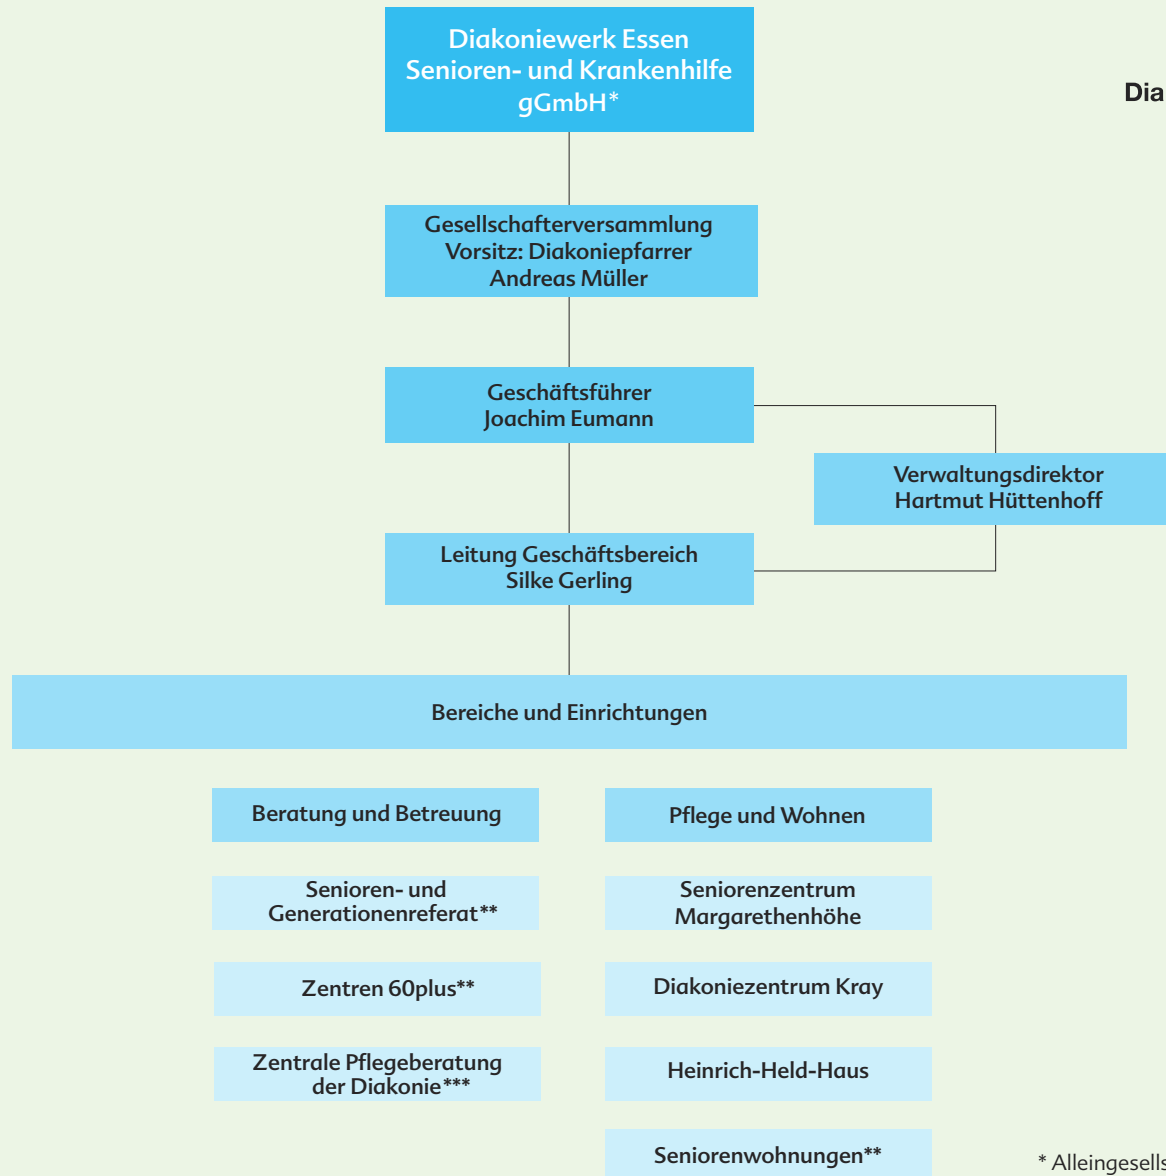 Diakoniewerk Essen
Senioren- und Krankenhilfe
gGmbH*
Dia
Gesellschafterversammlung
Vorsitz: Diakoniepfarrer
Andreas Müller
Geschäftsführer
Joachim Eumann
Verwaltungsdirektor
Hartmut Hüttenhoff
Leitung Geschäftsbereich
Silke Gerling
Bereiche und Einrichtungen
Beratung und Betreuung
Senioren- und
Generationenreferat**
Zentren 60plus**
Zentrale Pflegeberatung
der Diakonie***
Pflege und Wohnen
Seniorenzentrum
Margarethenhöhe
Diakoniezentrum Kray
Heinrich-Held-Haus
Seniorenwohnungen**
* Alleingesells